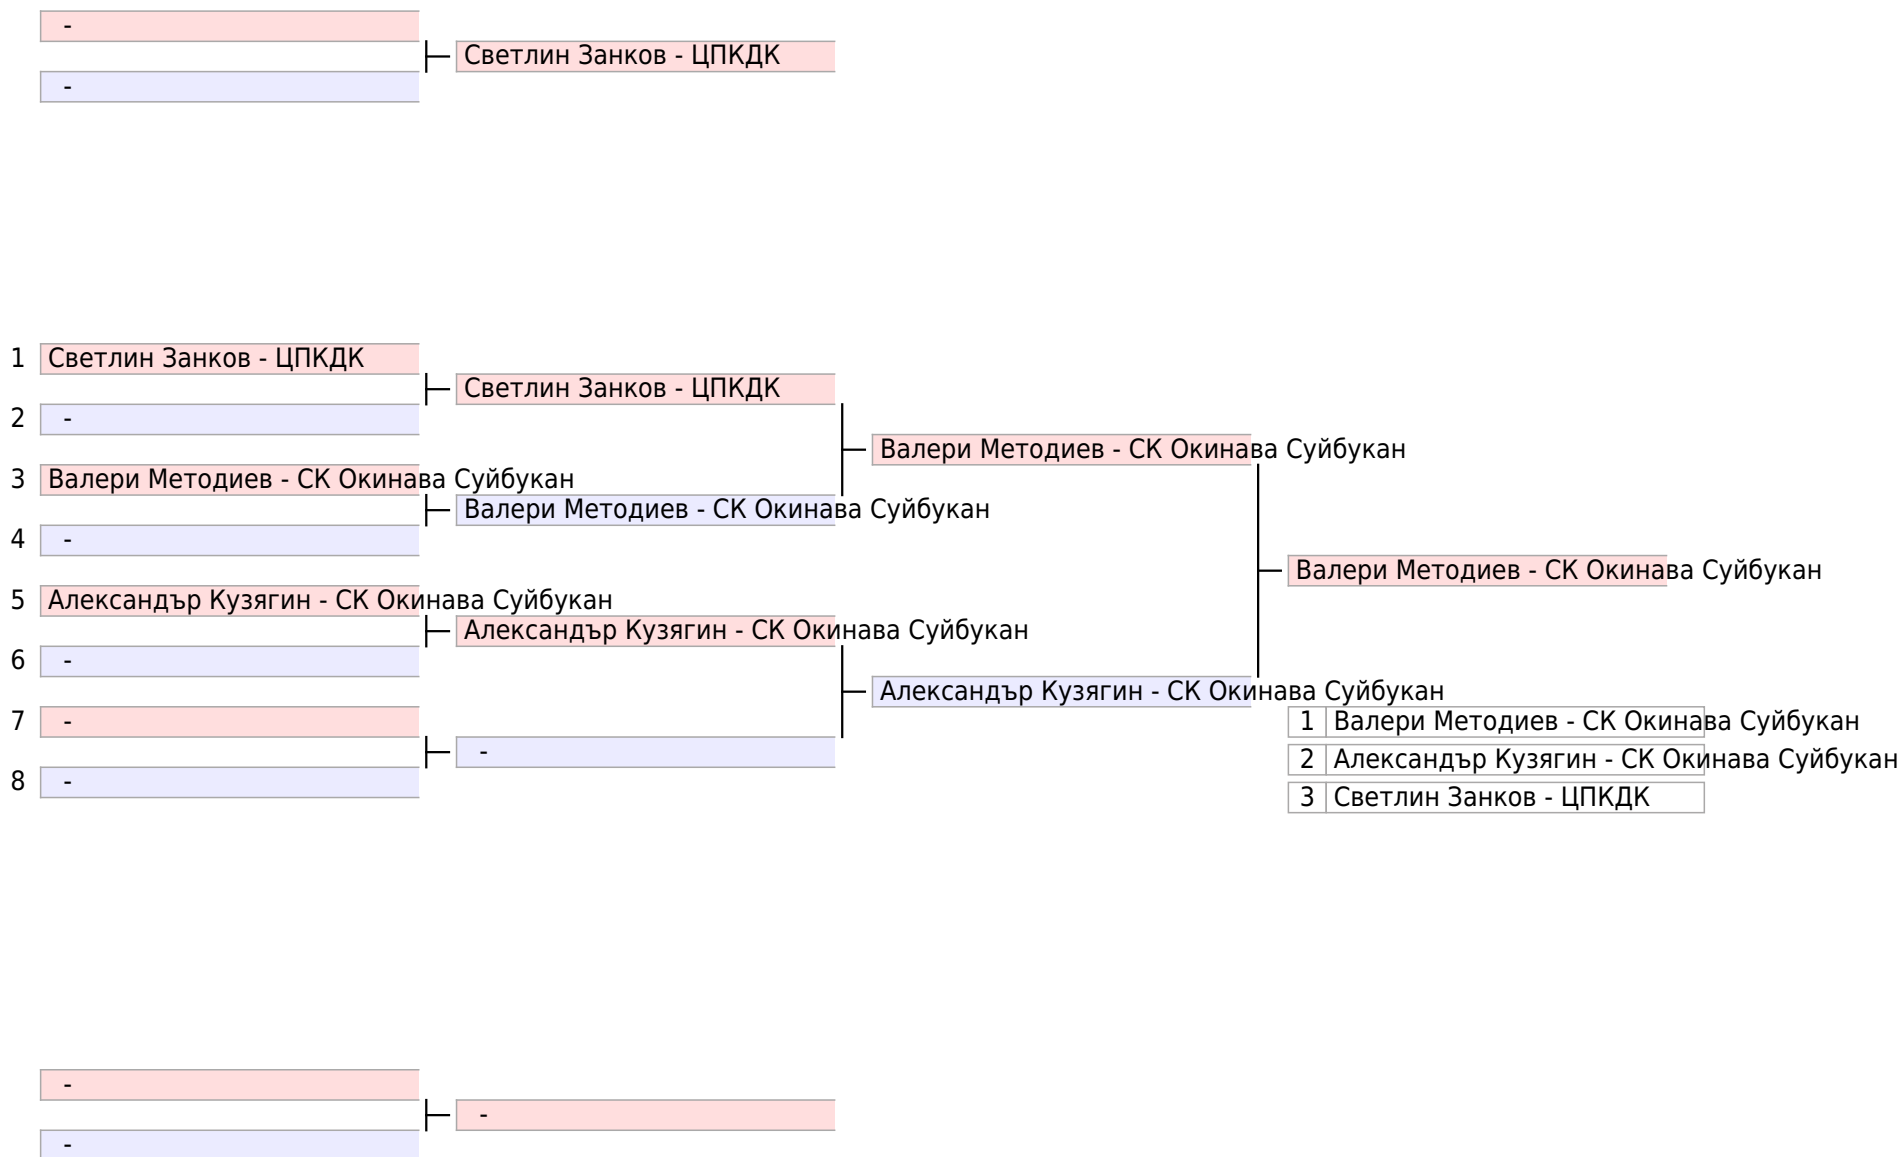 -
Светлин Занков - ЦПКДК
-
1 Светлин Занков - ЦПКДК
Светлин Занков - ЦПКДК
2 -
Валери Методиев - СК Окинава Суйбукан
3 Валери Методиев - СК Окинава Суйбукан
Валери Методиев - СК Окинава Суйбукан
4 -
Валери Методиев - СК Окинава Суйбукан
5 Александър Кузягин - СК Окинава Суйбукан
Александър Кузягин - СК Окинава Суйбукан
6 -
Александър Кузягин - СК Окинава Суйбукан
7 -
1 Валери Методиев - СК Окинава Суйбукан
-
2 Александър Кузягин - СК Окинава Суйбукан
8 -
3 Светлин Занков - ЦПКДК
-
-
-